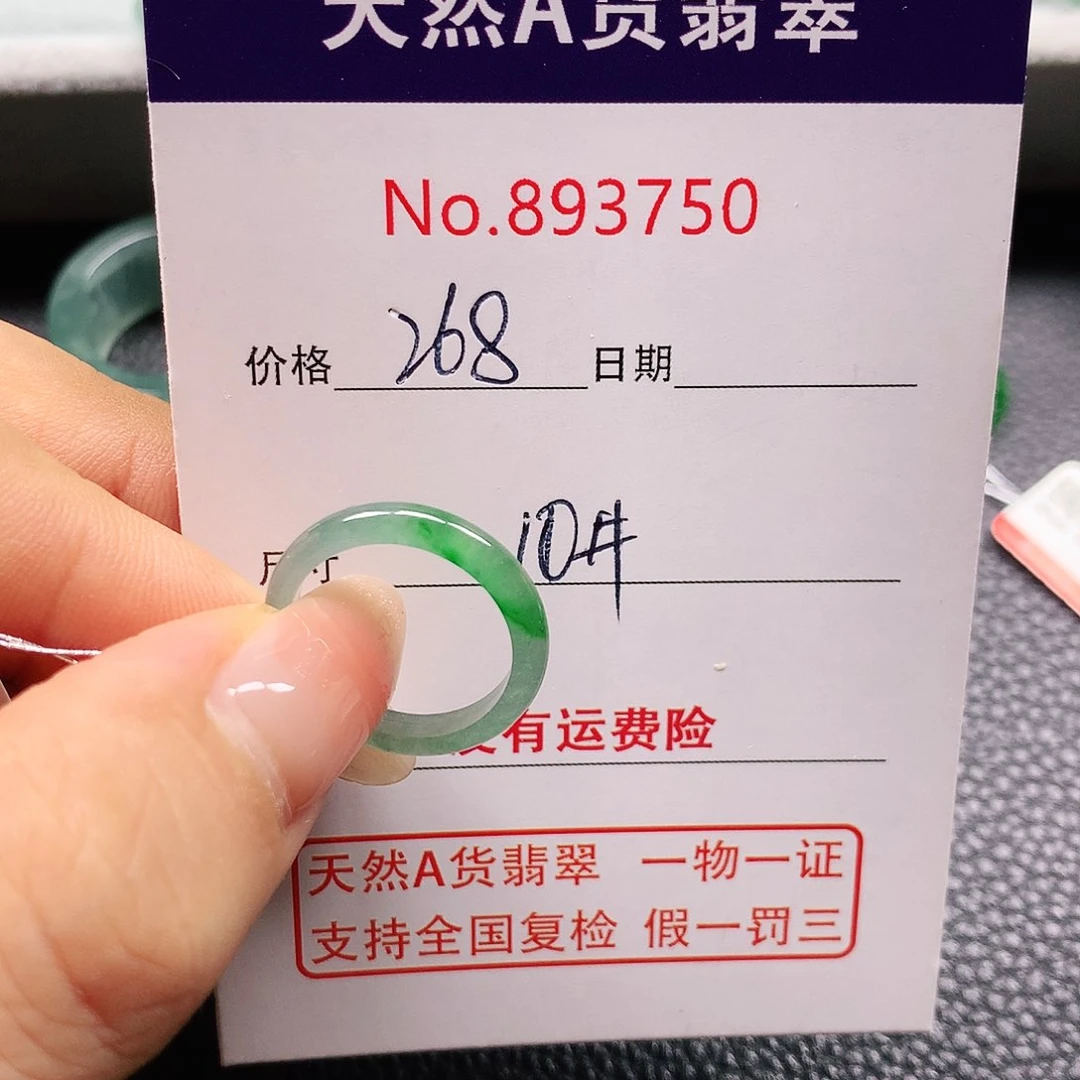 天然A货翡翠
No.893750
价格 268 日期
尺寸 10#
有运费险
天然A货翡翠 一物一证
支持全国复检 假一罚三